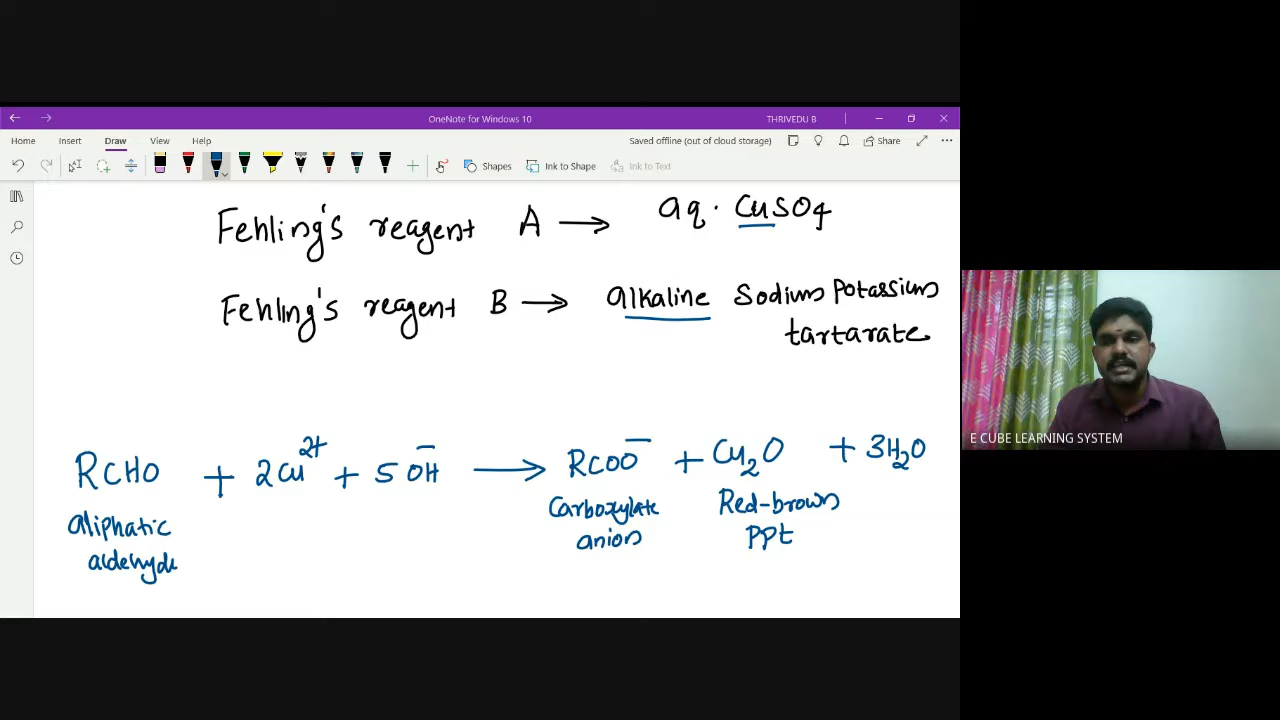 OneNote for Windows 10
THRIVEDU B
Home Insert Draw View Help
Saved offline (out of cloud storage)
Share
Shapes
Ink to Shape
Ink to Text
Fehling's reagent A → aq. CuSO4
Fehling's reagent B → alkaline Sodium Potassium
tartarate
RCHO + 2Cu²⁺ + 5OH⁻ → RCOO⁻ + Cu₂O + 3H₂O
aliphatic
aldehyde
Carboxylate
anion
Red-brown
PPt
E CUBE LEARNING SYSTEM